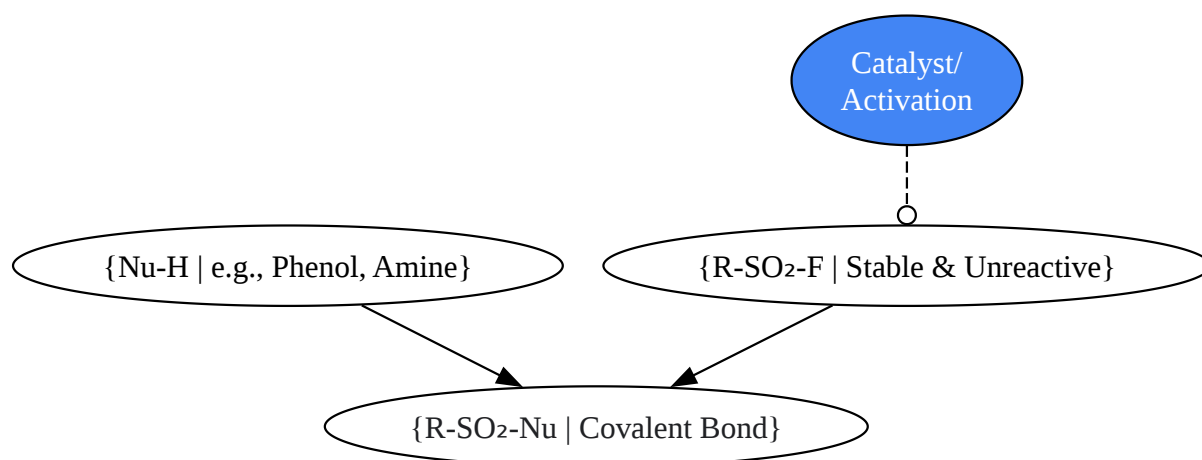 Catalyst/
Activation
{Nu-H | e.g., Phenol, Amine}
{R-SO₂-F | Stable & Unreactive}
{R-SO₂-Nu | Covalent Bond}